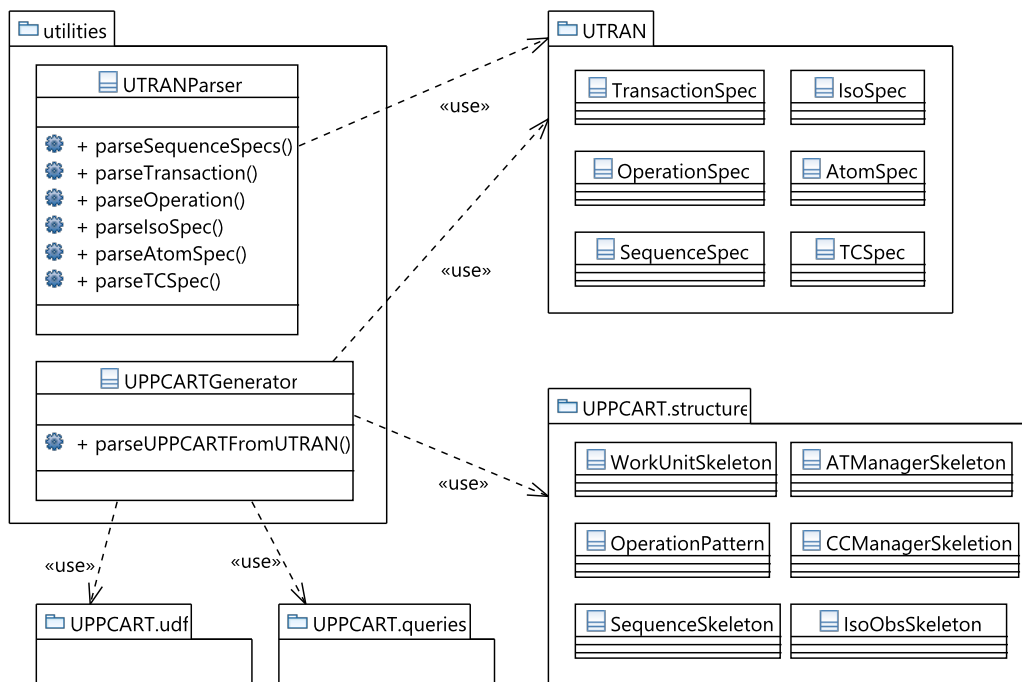 utilities
UTRANParser
+ parseSequenceSpecs()
+ parseTransaction()
+ parseOperation()
+ parseIsoSpec()
+ parseAtomSpec()
+ parseTCSpec()
UPPCARTGenerator
+ parseUPPCARTFromUTRAN()
«use»
«use»
«use»
«use»
«use»
UTRAN
TransactionSpec
IsoSpec
OperationSpec
AtomSpec
SequenceSpec
TCSpec
UPPCART.structure
WorkUnitSkeleton
ATManagerSkeleton
OperationPattern
CCManagerSkeletion
SequenceSkeleton
IsoObsSkeleton
UPPCART.udf
UPPCART.queries